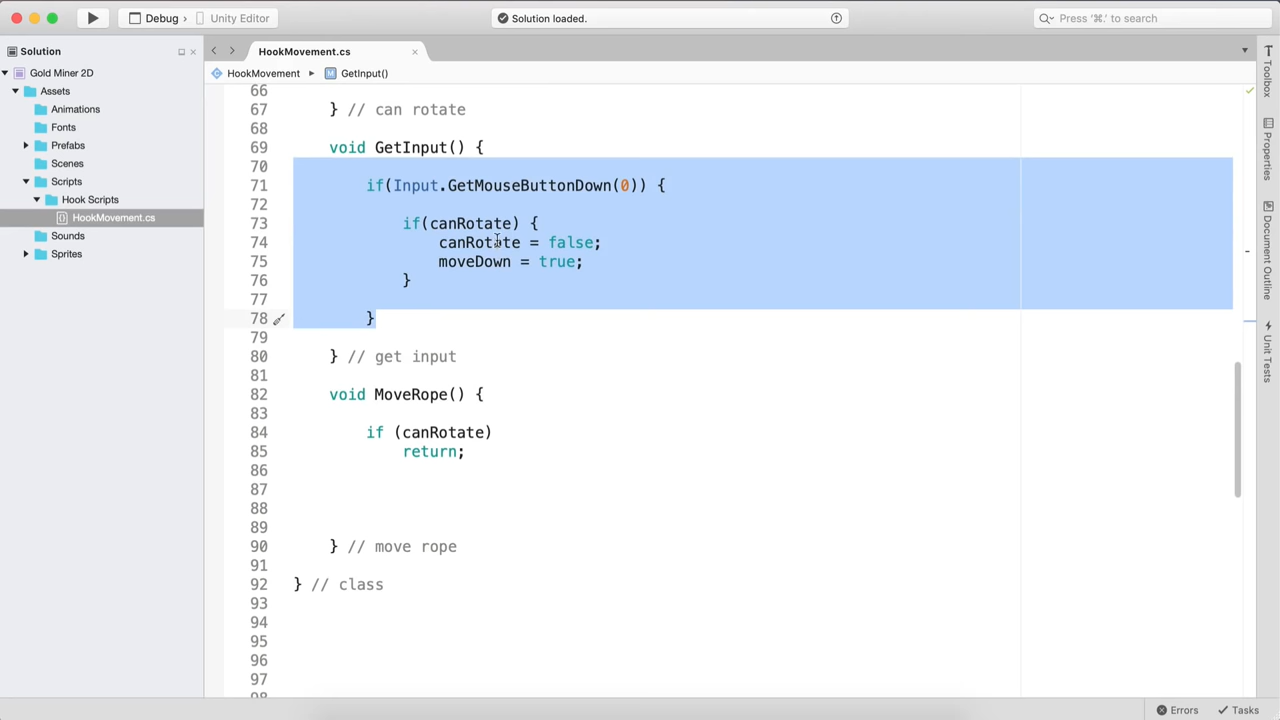 Debug › Unity Editor
Solution loaded.
Press '⌘.' to search
Solution
Gold Miner 2D
Assets
Animations
Fonts
Prefabs
Scenes
Scripts
Hook Scripts
HookMovement.cs
Sounds
Sprites
HookMovement.cs
HookMovement ▸ GetInput()
66
67 } // can rotate
68
69 void GetInput() {
70
71 if(Input.GetMouseButtonDown(0)) {
72
73 if(canRotate) {
74 canRotate = false;
75 moveDown = true;
76 }
77
78 }
79
80 } // get input
81
82 void MoveRope() {
83
84 if (canRotate)
85 return;
86
87
88
89
90 } // move rope
91
92 } // class
93
94
95
96
97
98
Toolbox
Properties
Document Outline
Unit Tests
Errors
Tasks